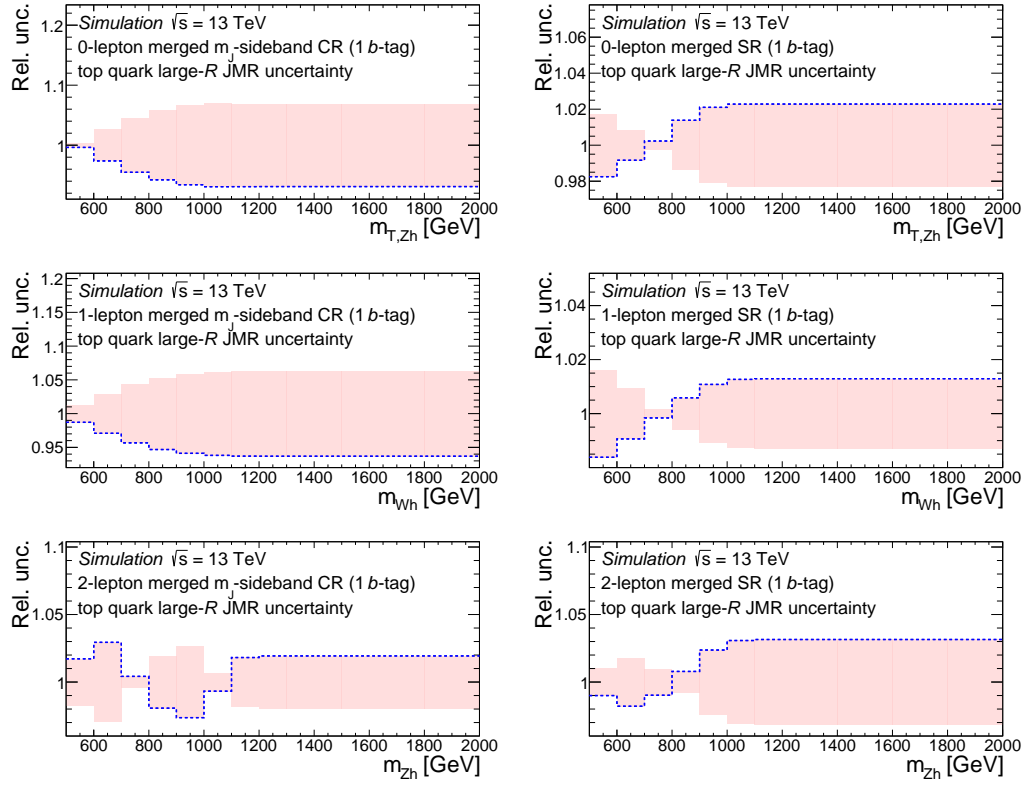 Rel. unc.
Simulation √s = 13 TeV
0-lepton merged m_J-sideband CR (1 b-tag)
top quark large-R JMR uncertainty
1.2
1.1
1
600 800 1000 1200 1400 1600 1800 2000
m_T,Zh [GeV]
Rel. unc.
Simulation √s = 13 TeV
0-lepton merged SR (1 b-tag)
top quark large-R JMR uncertainty
1.06
1.04
1.02
1
0.98
600 800 1000 1200 1400 1600 1800 2000
m_T,Zh [GeV]
Rel. unc.
Simulation √s = 13 TeV
1-lepton merged m_J-sideband CR (1 b-tag)
top quark large-R JMR uncertainty
1.2
1.15
1.1
1.05
1
0.95
600 800 1000 1200 1400 1600 1800 2000
m_Wh [GeV]
Rel. unc.
Simulation √s = 13 TeV
1-lepton merged SR (1 b-tag)
top quark large-R JMR uncertainty
1.04
1.02
1
600 800 1000 1200 1400 1600 1800 2000
m_Wh [GeV]
Rel. unc.
Simulation √s = 13 TeV
2-lepton merged m_J-sideband CR (1 b-tag)
top quark large-R JMR uncertainty
1.1
1.05
1
600 800 1000 1200 1400 1600 1800 2000
m_Zh [GeV]
Rel. unc.
Simulation √s = 13 TeV
2-lepton merged SR (1 b-tag)
top quark large-R JMR uncertainty
1.1
1.05
1
600 800 1000 1200 1400 1600 1800 2000
m_Zh [GeV]